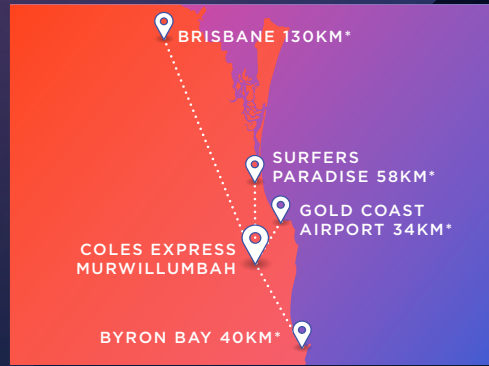 BRISBANE 130KM*
SURFERS
PARADISE 58KM*
GOLD COAST
AIRPORT 34KM*
COLES EXPRESS
MURWILLUMBAH
BYRON BAY 40KM*